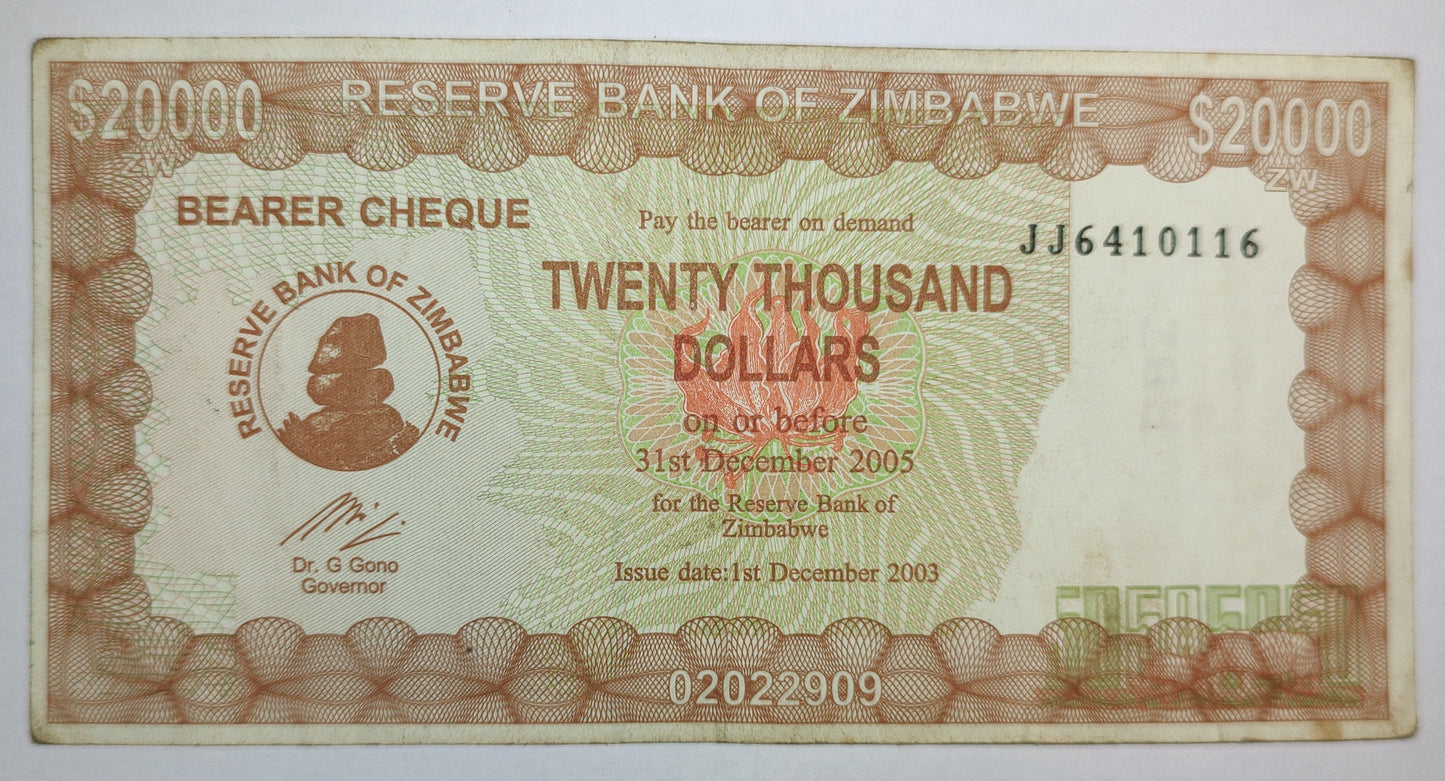 $20000 RESERVE BANK OF ZIMBABWE $20000
ZW ZW
BEARER CHEQUE
Pay the bearer on demand
JJ6410116
TWENTY THOUSAND
DOLLARS
RESERVE BANK OF ZIMBABWE
on or before
31st December 2005
for the Reserve Bank of
Zimbabwe
Dr. G Gono
Governor
Issue date:1st December 2003
02022909